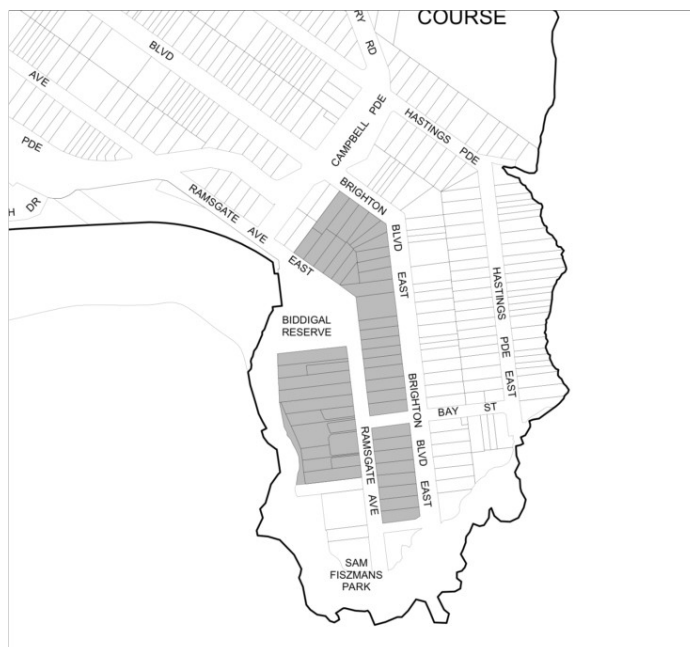 COURSE
RY RD
BLVD
AVE
PDE
H DR
CAMPBELL PDE
HASTINGS PDE
BRIGHTON
BLVD
EAST
RAMSGATE AVE
EAST
HASTINGS
PDE
EAST
BIDDIGAL
RESERVE
BRIGHTON
BLVD
EAST
BAY ST
RAMSGATE
AVE
SAM
FISZMANS
PARK